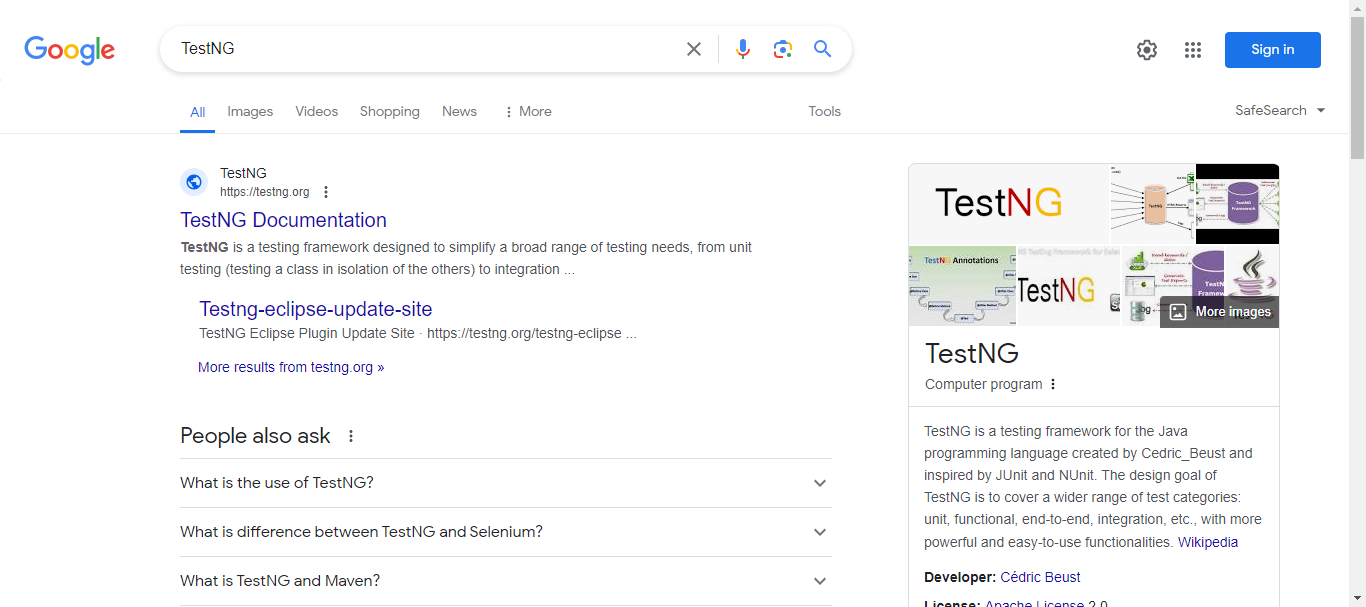 Google
TestNG
Sign in
All Images Videos Shopping News More Tools SafeSearch
TestNG
https://testng.org
TestNG Documentation
TestNG is a testing framework designed to simplify a broad range of testing needs, from unit
testing (testing a class in isolation of the others) to integration ...
Testng-eclipse-update-site
TestNG Eclipse Plugin Update Site · https://testng.org/testng-eclipse ...
More results from testng.org »
People also ask
What is the use of TestNG?
What is difference between TestNG and Selenium?
What is TestNG and Maven?
TestNG
TestNG Annotations
TestNG
More images
TestNG
Computer program
TestNG is a testing framework for the Java
programming language created by Cedric_Beust and
inspired by JUnit and NUnit. The design goal of
TestNG is to cover a wider range of test categories:
unit, functional, end-to-end, integration, etc., with more
powerful and easy-to-use functionalities. Wikipedia
Developer: Cédric Beust
License: Apache License 2.0